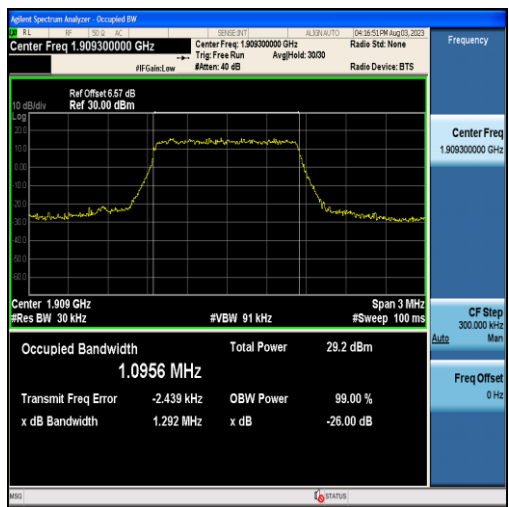 Agilent Spectrum Analyzer - Occupied BW
RL RF 50 Ω AC SENSE:INT ALIGN AUTO 04:16:51 PM Aug 03, 2023
Center Freq 1.909300000 GHz
Center Freq: 1.909300000 GHz Radio Std: None
Trig: Free Run Avg|Hold: 30/30
#IFGain:Low #Atten: 40 dB Radio Device: BTS
Frequency
Ref Offset 6.57 dB
10 dB/div Ref 30.00 dBm
Log
20.0
10.0
0.00
-10.0
-20.0
-30.0
-40.0
-50.0
-60.0
Center 1.909 GHz Span 3 MHz
#Res BW 30 kHz #VBW 91 kHz #Sweep 100 ms
Occupied Bandwidth Total Power 29.2 dBm
1.0956 MHz
Transmit Freq Error -2.439 kHz OBW Power 99.00 %
x dB Bandwidth 1.292 MHz x dB -26.00 dB
Center Freq
1.909300000 GHz
CF Step
300.000 kHz
Auto Man
Freq Offset
0 Hz
MSG STATUS